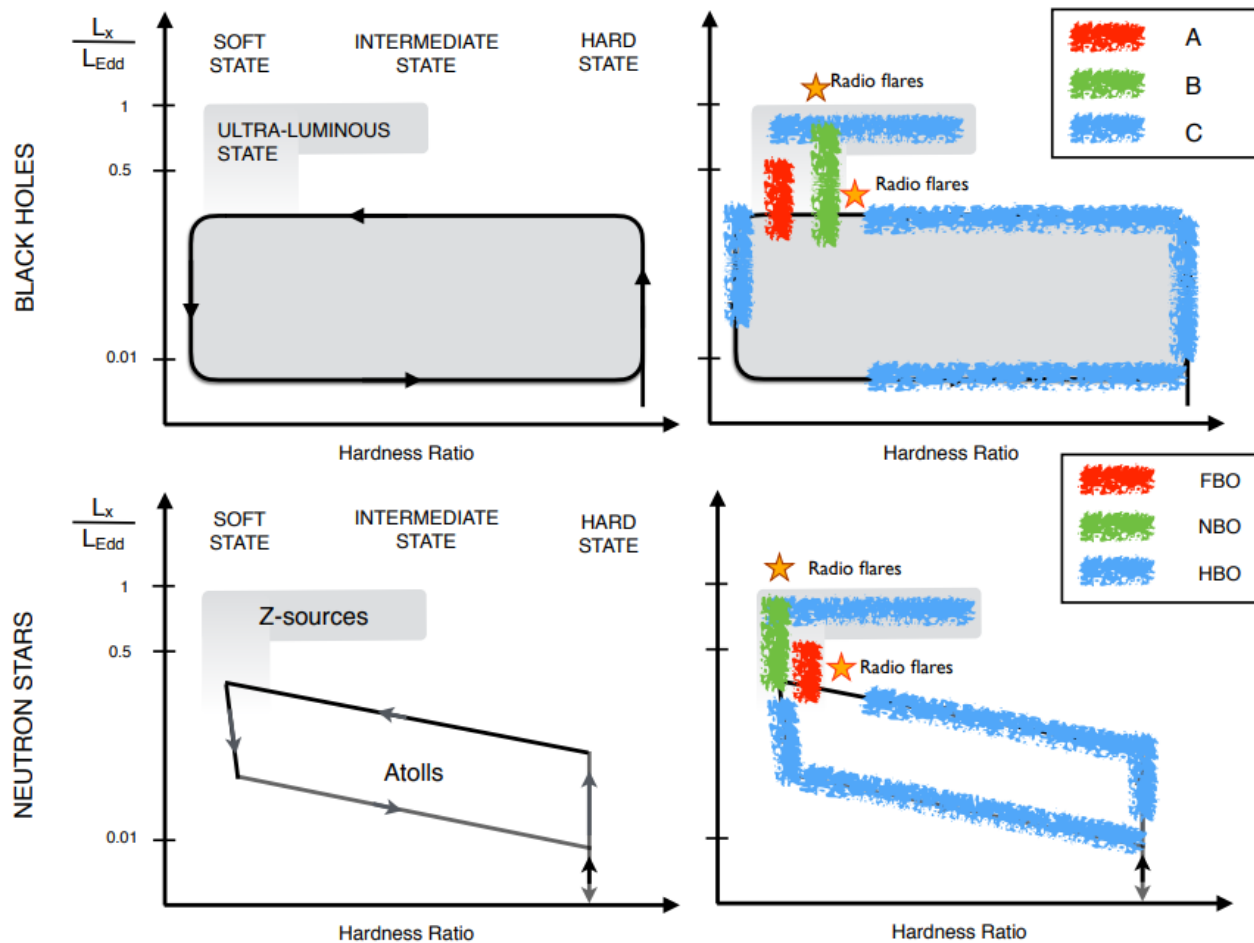 BLACK HOLES
Lx
LEdd
SOFT
STATE
INTERMEDIATE
STATE
HARD
STATE
1
0.5
0.01
ULTRA-LUMINOUS
STATE
Hardness Ratio
Radio flares
Radio flares
A
B
C
Hardness Ratio
NEUTRON STARS
Lx
LEdd
SOFT
STATE
INTERMEDIATE
STATE
HARD
STATE
1
0.5
0.01
Z-sources
Atolls
Hardness Ratio
FBO
NBO
HBO
Radio flares
Radio flares
Hardness Ratio